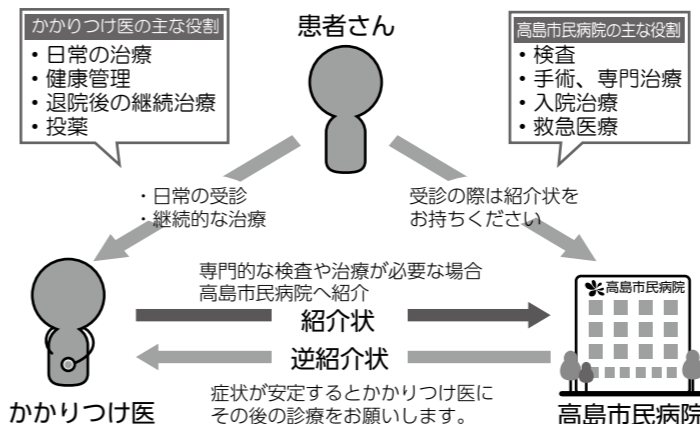 かかりつけ医の主な役割
・日常の治療
・健康管理
・退院後の継続治療
・投薬
患者さん
高島市民病院の主な役割
・検査
・手術、専門治療
・入院治療
・救急医療
・日常の受診
・継続的な治療
受診の際は紹介状を
お持ちください
専門的な検査や治療が必要な場合
高島市民病院へ紹介
紹介状
逆紹介状
症状が安定するとかかりつけ医に
その後の診療をお願いします。
かかりつけ医
高島市民病院
高島市民病院